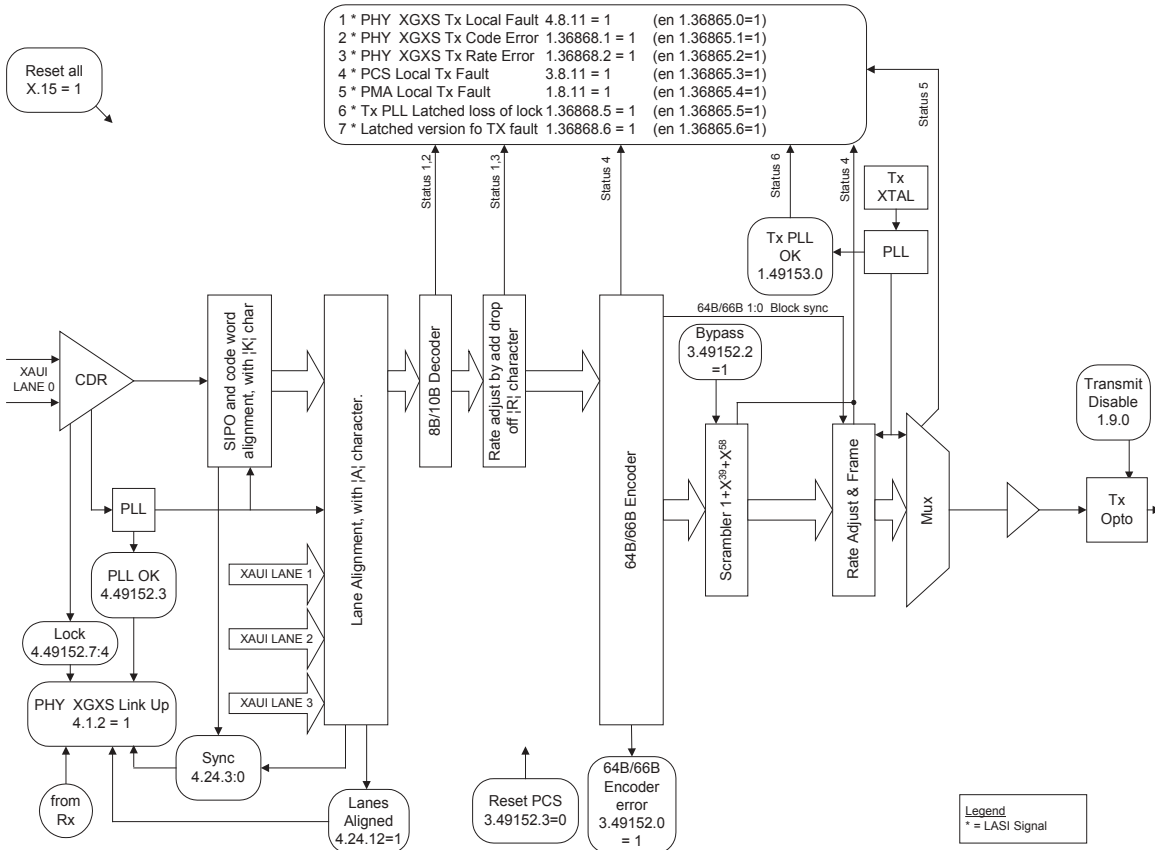 1 * PHY XGXS Tx Local Fault 4.8.11 = 1 (en 1.36865.0=1)
2 * PHY XGXS Tx Code Error 1.36868.1 = 1 (en 1.36865.1=1)
3 * PHY XGXS Tx Rate Error 1.36868.2 = 1 (en 1.36865.2=1)
4 * PCS Local Tx Fault 3.8.11 = 1 (en 1.36865.3=1)
5 * PMA Local Tx Fault 1.8.11 = 1 (en 1.36865.4=1)
6 * Tx PLL Latched loss of lock 1.36868.5 = 1 (en 1.36865.5=1)
7 * Latched version fo TX fault 1.36868.6 = 1 (en 1.36865.6=1)
Reset all
X.15 = 1
Status 1,2
Status 1,3
Status 4
Status 6
Status 4
Status 5
Tx
XTAL
PLL
Tx PLL
OK
1.49153.0
XAUI
LANE 0
CDR
SIPO and code word
alignment, with ¦K¦ char
Lane Alignment, with ¦A¦ character.
8B/10B Decoder
Rate adjust by add drop
off ¦R¦ character
64B/66B Encoder
64B/66B 1:0 Block sync
Bypass
3.49152.2
=1
Scrambler 1+X³⁹+X⁵⁸
Rate Adjust & Frame
Mux
Transmit
Disable
1.9.0
Tx
Opto
PLL
PLL OK
4.49152.3
Lock
4.49152.7:4
XAUI LANE 1
XAUI LANE 2
XAUI LANE 3
PHY XGXS Link Up
4.1.2 = 1
Sync
4.24.3:0
from
Rx
Lanes
Aligned
4.24.12=1
Reset PCS
3.49152.3=0
64B/66B
Encoder
error
3.49152.0
= 1
Legend
* = LASI Signal